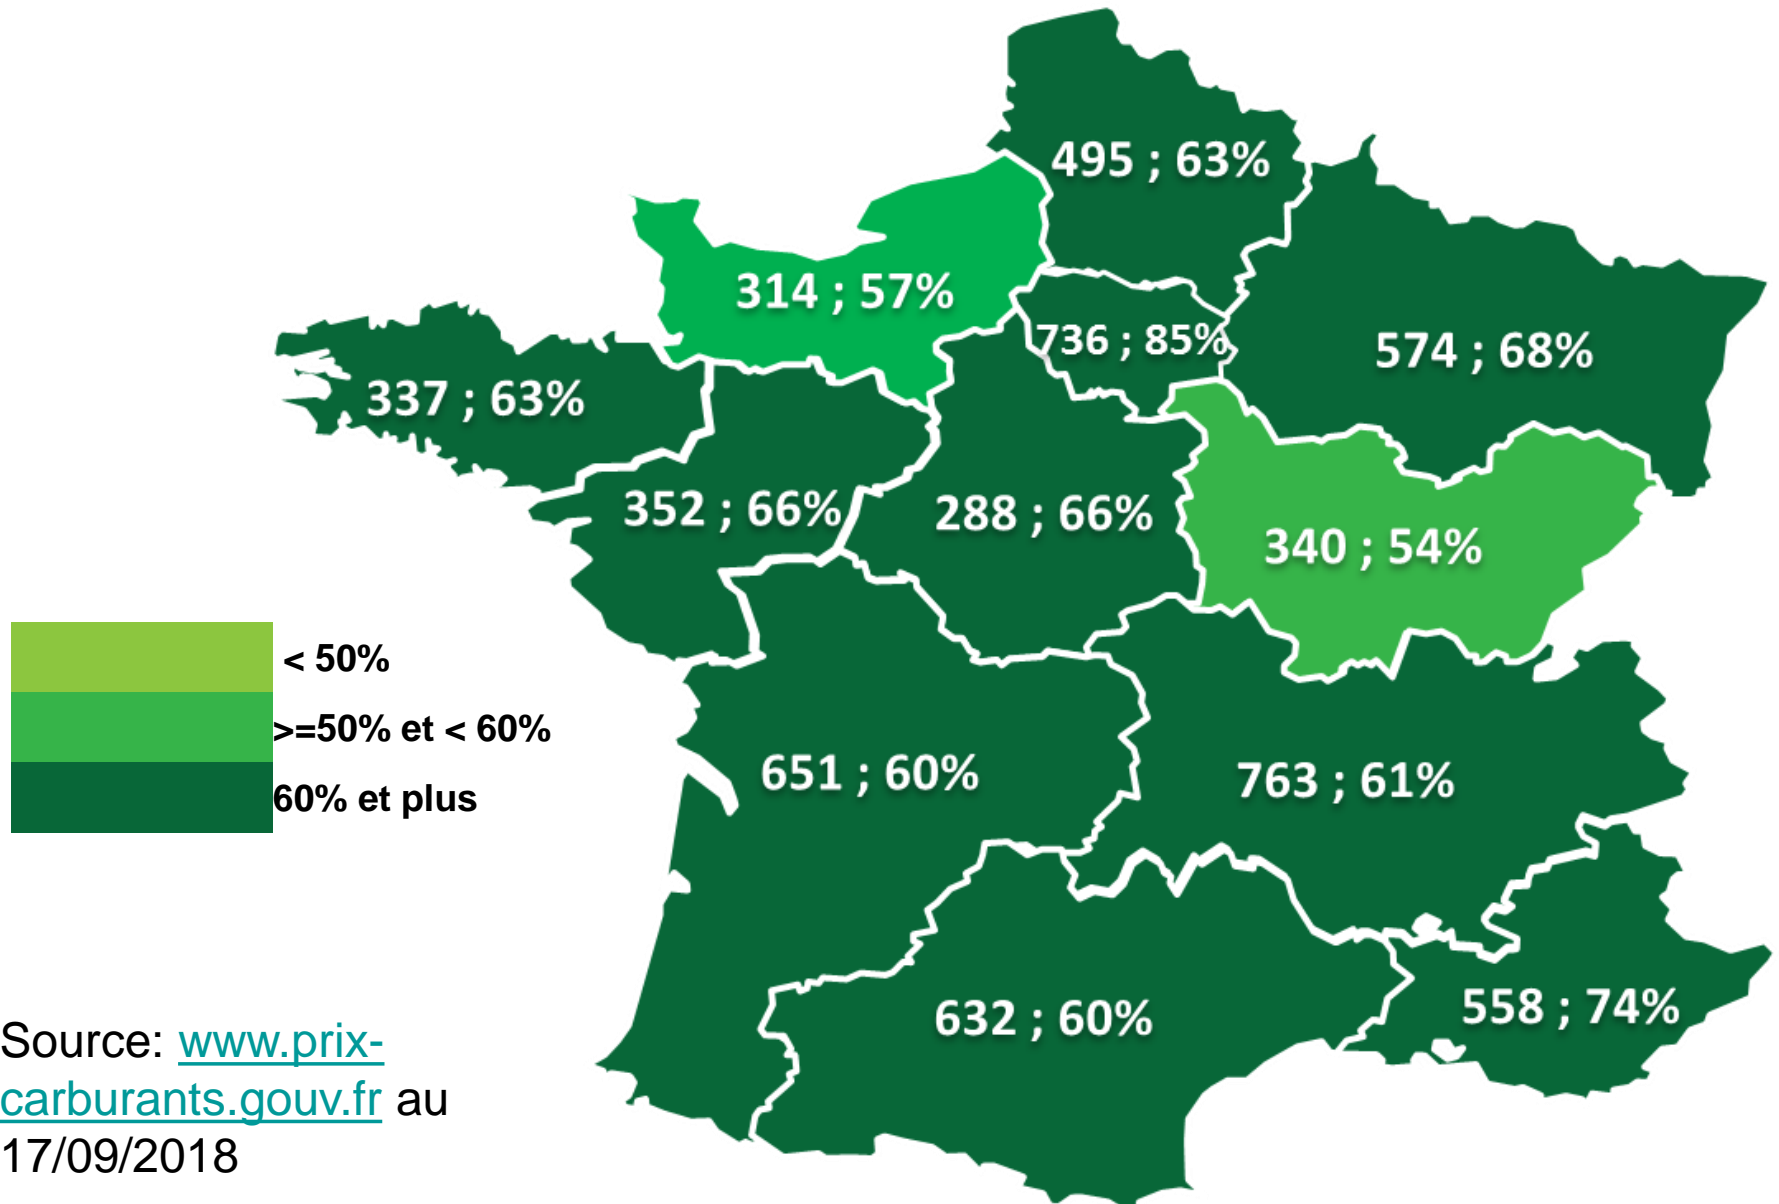 495 ; 63%
314 ; 57%
736 ; 85%
574 ; 68%
337 ; 63%
352 ; 66%
288 ; 66%
340 ; 54%
< 50%
>=50% et < 60%
60% et plus
651 ; 60%
763 ; 61%
632 ; 60%
558 ; 74%
Source: www.prix-
carburants.gouv.fr au
17/09/2018